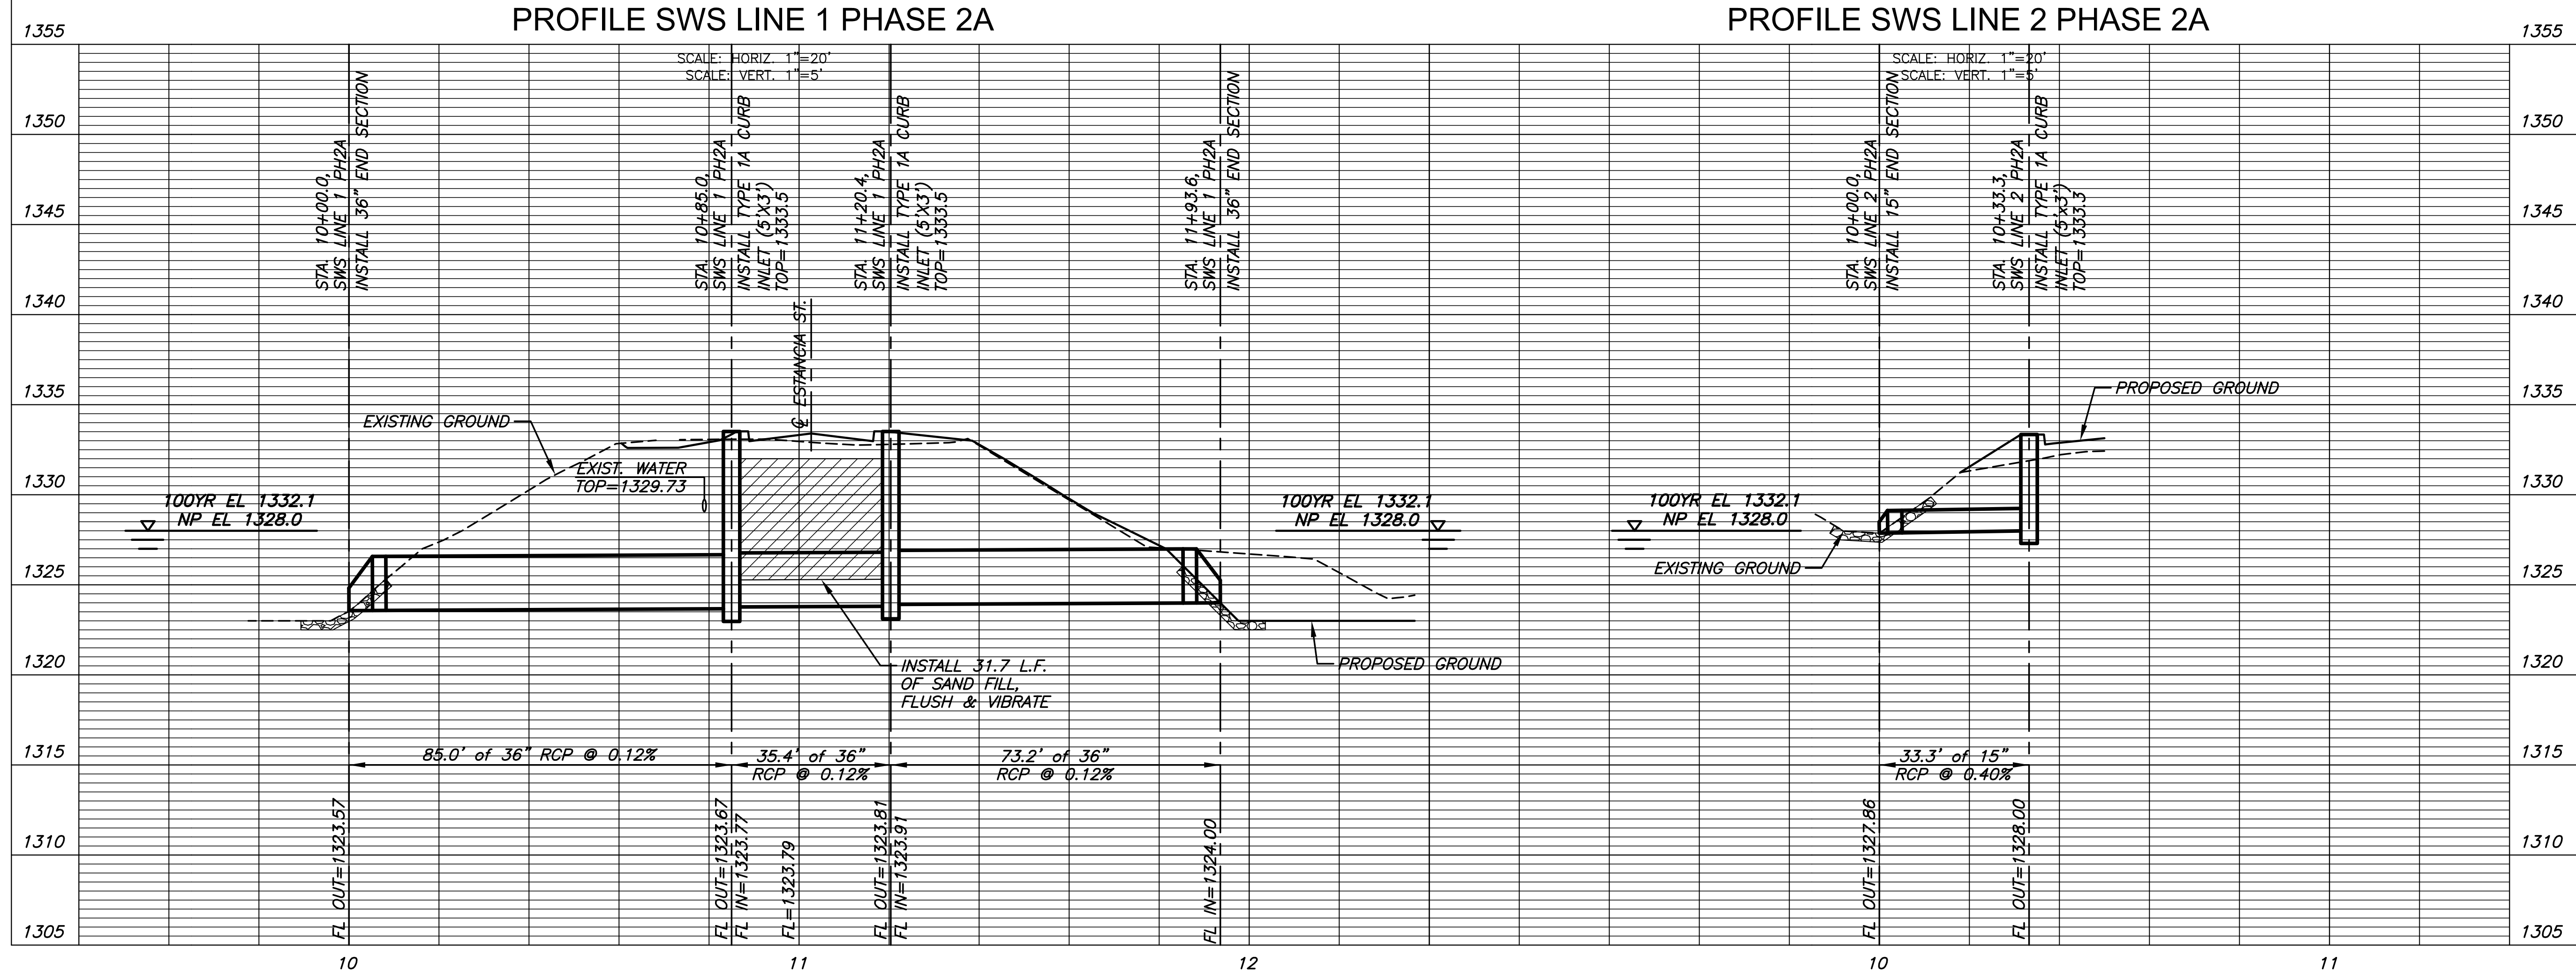 PROFILE SWS LINE 1 PHASE 2A
SCALE: HORIZ. 1"=20'
SCALE: VERT. 1"=5'
PROFILE SWS LINE 2 PHASE 2A
SCALE: HORIZ. 1"=20'
SCALE: VERT. 1"=5'
1355
1350
1345
1340
1335
1330
1325
1320
1315
1310
1305
STA. 10+00.0,
SWS LINE 1 PH2A
INSTALL 36" END SECTION
STA. 10+85.0,
SWS LINE 1 PH2A
INSTALL TYPE 1A CURB
INLET (5'X3')
TOP=1333.5
STA. 11+20.4,
SWS LINE 1 PH2A
INSTALL TYPE 1A CURB
INLET (5'X3')
TOP=1333.5
STA. 11+93.6,
SWS LINE 1 PH2A
INSTALL 36" END SECTION
℄ ESTANCIA ST.
EXISTING GROUND
EXIST. WATER
TOP=1329.73
100YR EL 1332.1
NP EL 1328.0
100YR EL 1332.1
NP EL 1328.0
INSTALL 31.7 L.F.
OF SAND FILL,
FLUSH & VIBRATE
PROPOSED GROUND
85.0' of 36" RCP @ 0.12%
35.4' of 36"
RCP @ 0.12%
73.2' of 36"
RCP @ 0.12%
FL OUT=1323.57
FL OUT=1323.67
FL IN=1323.77
FL=1323.79
FL OUT=1323.81
FL IN=1323.91
FL IN=1324.00
10
11
12
STA. 10+00.0,
SWS LINE 2 PH2A
INSTALL 15" END SECTION
STA. 10+33.3,
SWS LINE 2 PH2A
INSTALL TYPE 1A CURB
INLET (5'X3')
TOP=1333.3
PROPOSED GROUND
100YR EL 1332.1
NP EL 1328.0
EXISTING GROUND
33.3' of 15"
RCP @ 0.40%
FL OUT=1327.86
FL OUT=1328.00
10
11
1355
1350
1345
1340
1335
1330
1325
1320
1315
1310
1305